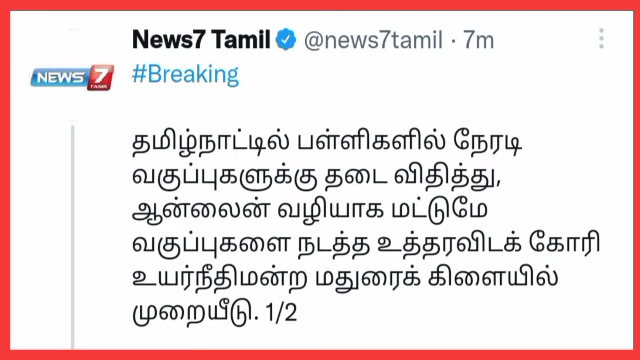 News7 Tamil @news7tamil · 7m
NEWS 7 TAMIL
#Breaking
தமிழ்நாட்டில் பள்ளிகளில் நேரடி
வகுப்புகளுக்கு தடை விதித்து,
ஆன்லைன் வழியாக மட்டுமே
வகுப்புகளை நடத்த உத்தரவிடக் கோரி
உயர்நீதிமன்ற மதுரைக் கிளையில்
முறையீடு. 1/2